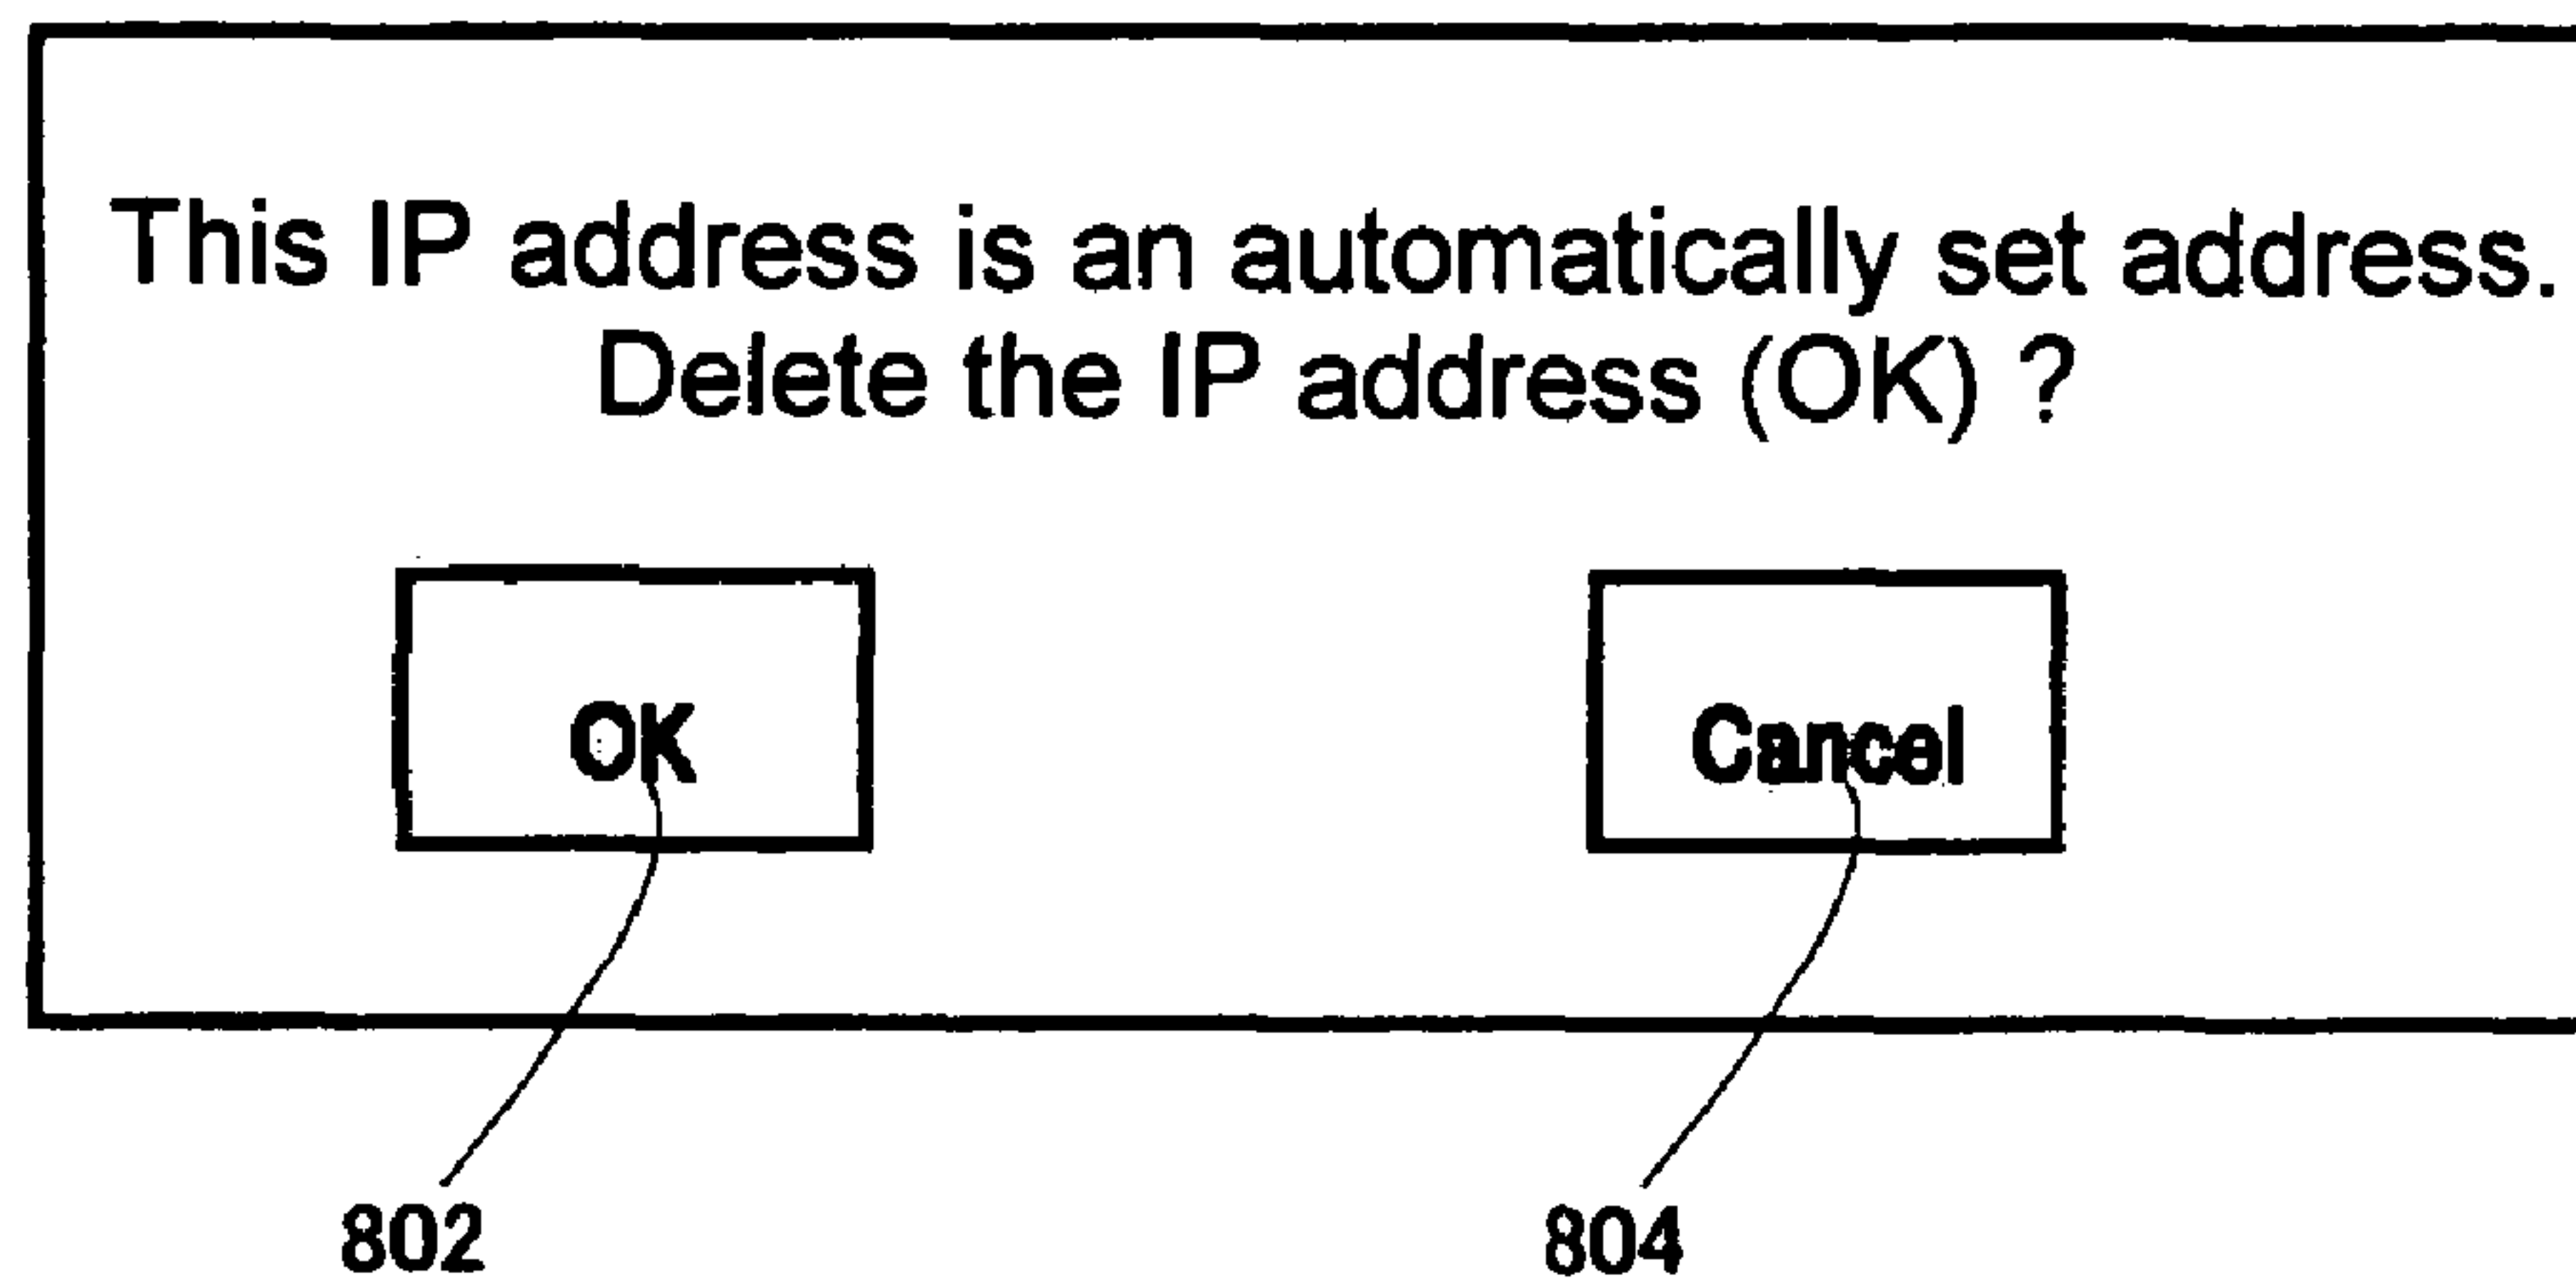 This IP address is an automatically set address.
Delete the IP address (OK) ?
OK
Cancel
802
804